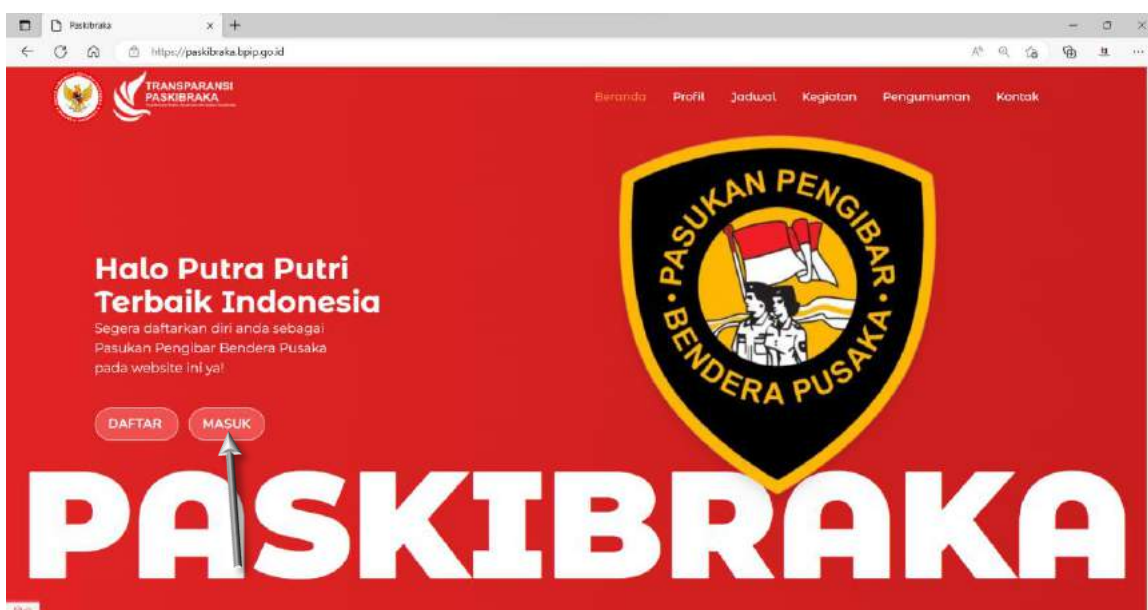 Paskibraka
https://paskibraka.bpip.go.id
TRANSPARANSI
PASKIBRAKA
Beranda Profil Jadwal Kegiatan Pengumuman Kontak
PASUKAN PENGIBAR
BENDERA PUSAKA
Halo Putra Putri
Terbaik Indonesia
Segera daftarkan diri anda sebagai
Pasukan Pengibar Bendera Pusaka
pada website ini ya!
DAFTAR MASUK
PASKIBRAKA